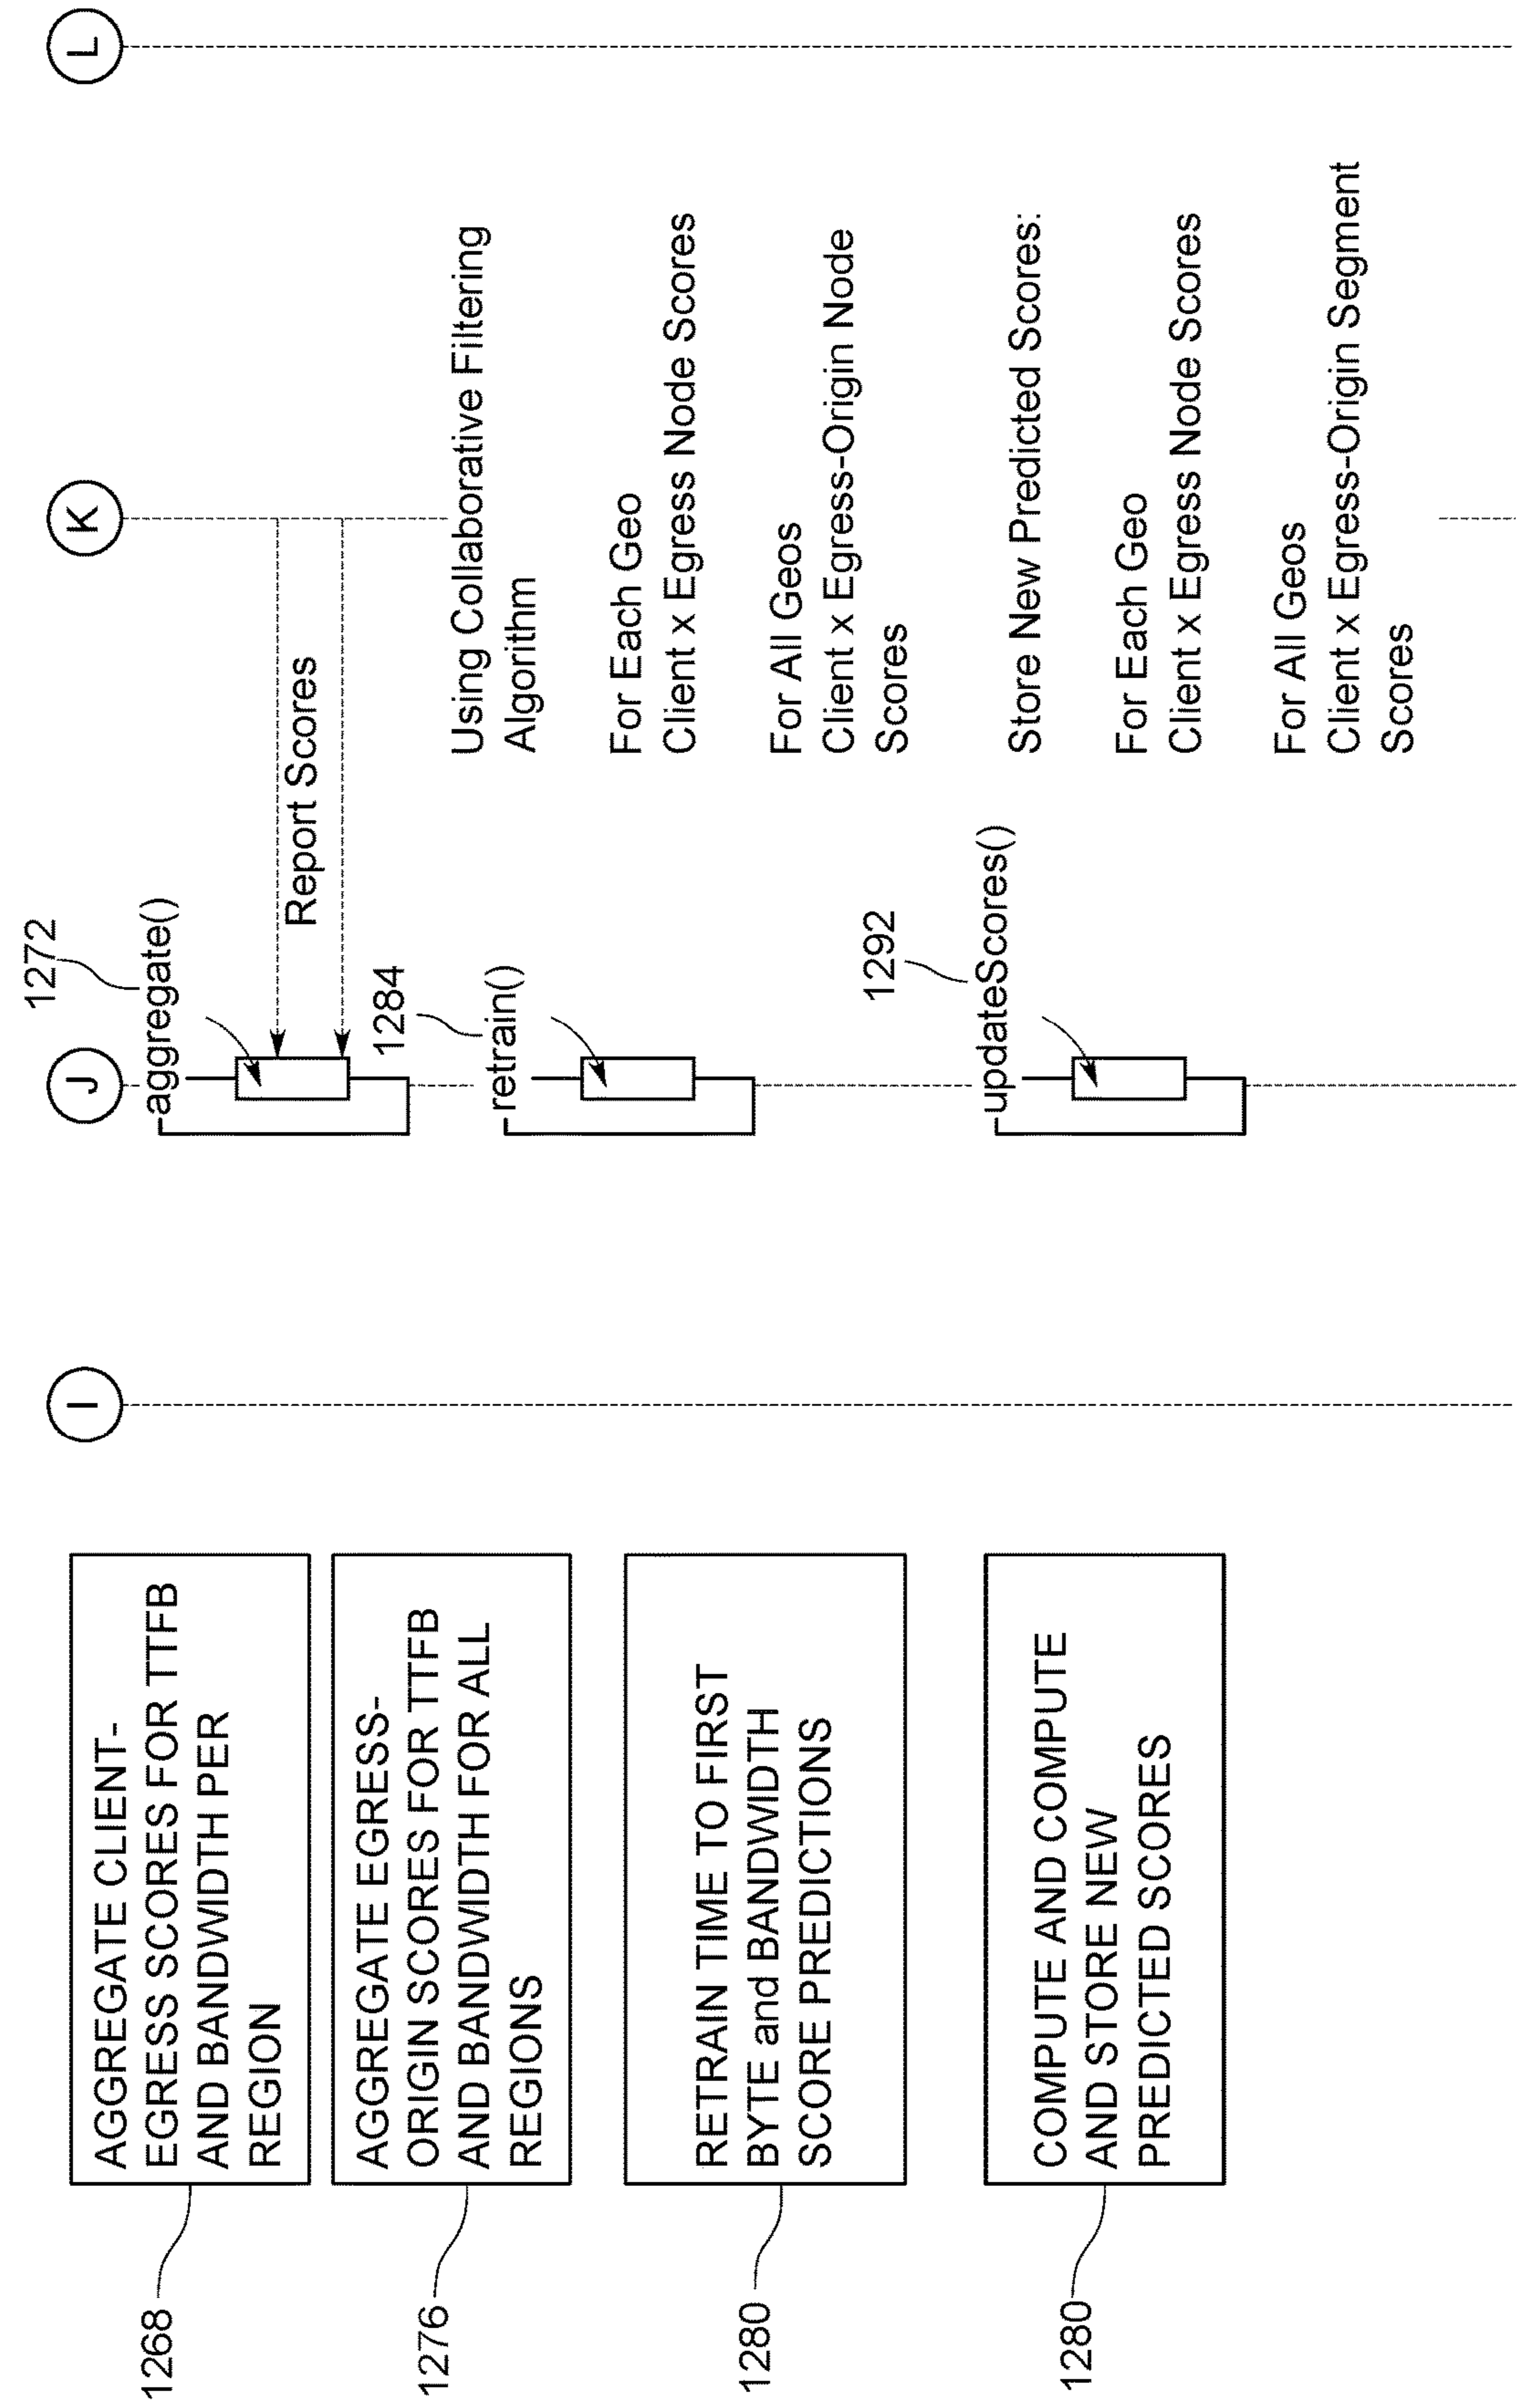 I
J
K
L
1268
AGGREGATE CLIENT-
EGRESS SCORES FOR TTFB
AND BANDWIDTH PER
REGION
aggregate()
1272
Report Scores
1276
AGGREGATE EGRESS-
ORIGIN SCORES FOR TTFB
AND BANDWIDTH FOR ALL
REGIONS
1284
retrain()
Using Collaborative Filtering
Algorithm
1280
RETRAIN TIME TO FIRST
BYTE and BANDWIDTH
SCORE PREDICTIONS
For Each Geo
Client x Egress Node Scores
For All Geos
Client x Egress-Origin Node
Scores
1280
COMPUTE AND COMPUTE
AND STORE NEW
PREDICTED SCORES
updateScores()
1292
Store New Predicted Scores:
For Each Geo
Client x Egress Node Scores
For All Geos
Client x Egress-Origin Segment
Scores